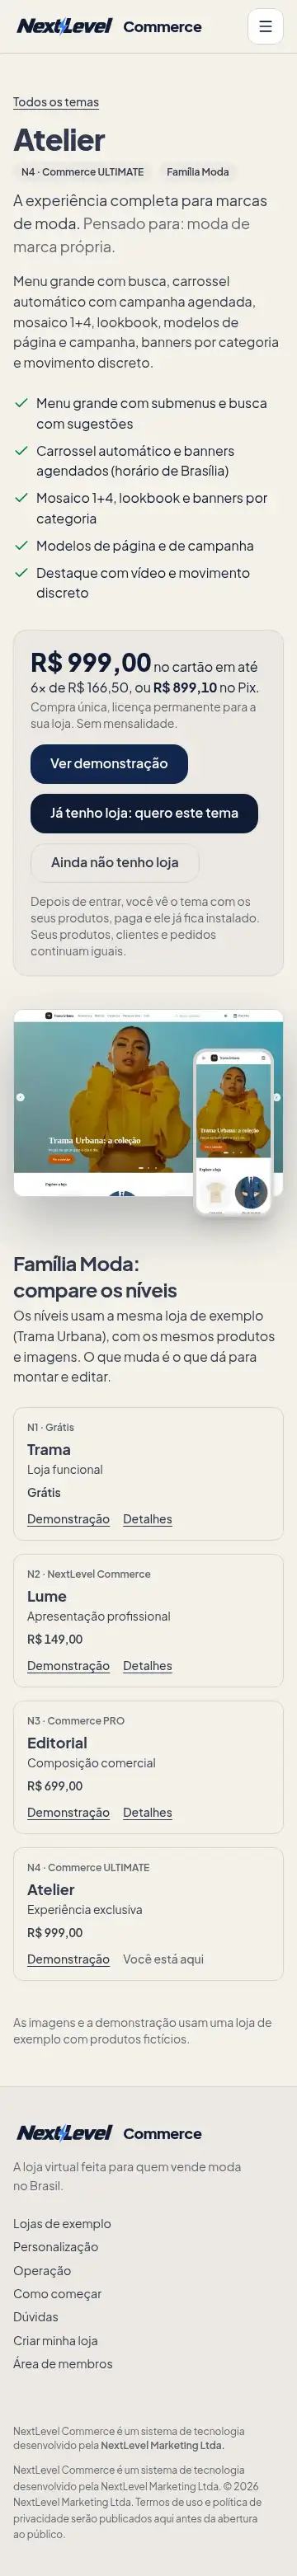 NextLevel Commerce
Todos os temas
Atelier
N4 · Commerce ULTIMATE Família Moda
A experiência completa para marcas
de moda. Pensado para: moda de
marca própria.
Menu grande com busca, carrossel
automático com campanha agendada,
mosaico 1+4, lookbook, modelos de
página e campanha, banners por categoria
e movimento discreto.
Menu grande com submenus e busca
com sugestões
Carrossel automático e banners
agendados (horário de Brasília)
Mosaico 1+4, lookbook e banners por
categoria
Modelos de página e de campanha
Destaque com vídeo e movimento
discreto
R$ 999,00 no cartão em até
6× de R$ 166,50, ou R$ 899,10 no Pix.
Compra única, licença permanente para a
sua loja. Sem mensalidade.
Ver demonstração
Já tenho loja: quero este tema
Ainda não tenho loja
Depois de entrar, você vê o tema com os
seus produtos, paga e ele já fica instalado.
Seus produtos, clientes e pedidos
continuam iguais.
Trama Urbana
Trama Urbana: a coleção
Trama Urbana
Trama Urbana: a coleção
Explore a loja
Família Moda:
compare os níveis
Os níveis usam a mesma loja de exemplo
(Trama Urbana), com os mesmos produtos
e imagens. O que muda é o que dá para
montar e editar.
N1 · Grátis
Trama
Loja funcional
Grátis
Demonstração Detalhes
N2 · NextLevel Commerce
Lume
Apresentação profissional
R$ 149,00
Demonstração Detalhes
N3 · Commerce PRO
Editorial
Composição comercial
R$ 699,00
Demonstração Detalhes
N4 · Commerce ULTIMATE
Atelier
Experiência exclusiva
R$ 999,00
Demonstração Você está aqui
As imagens e a demonstração usam uma loja de
exemplo com produtos fictícios.
NextLevel Commerce
A loja virtual feita para quem vende moda
no Brasil.
Lojas de exemplo
Personalização
Operação
Como começar
Dúvidas
Criar minha loja
Área de membros
NextLevel Commerce é um sistema de tecnologia
desenvolvido pela NextLevel Marketing Ltda.
NextLevel Commerce é um sistema de tecnologia
desenvolvido pela NextLevel Marketing Ltda. © 2026
NextLevel Marketing Ltda. Termos de uso e política de
privacidade serão publicados aqui antes da abertura
ao público.